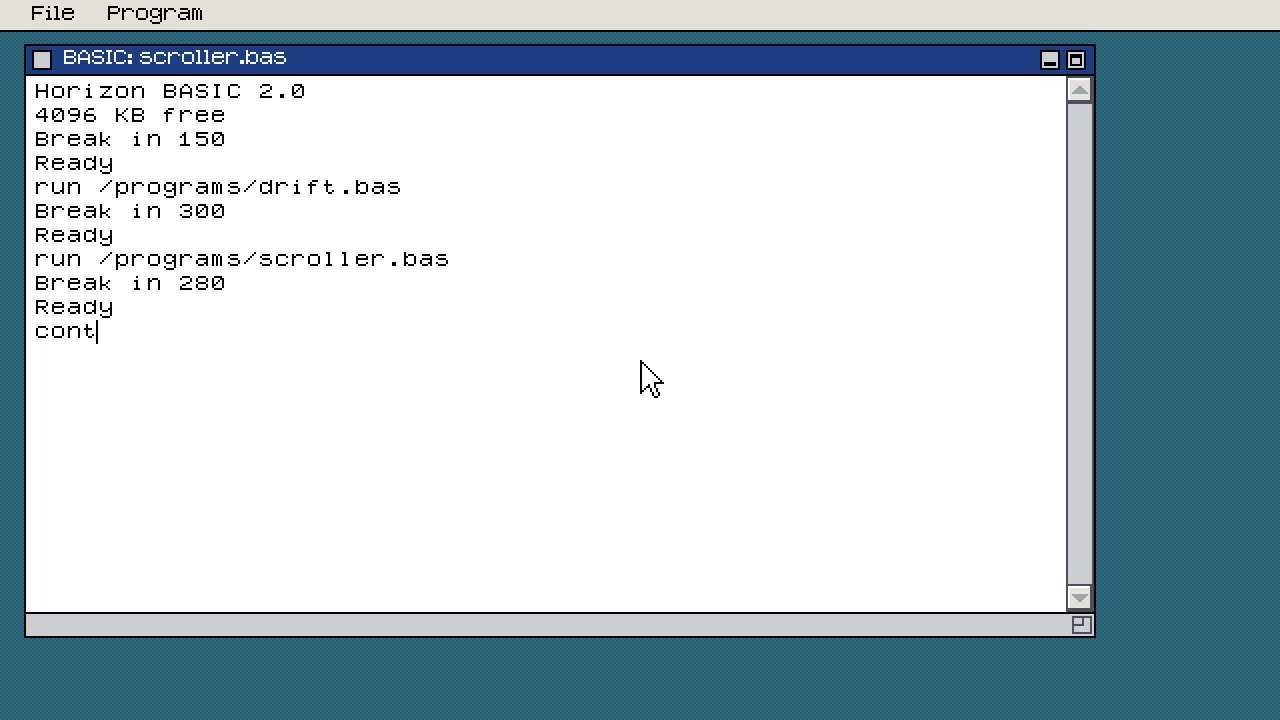 File Program
BASIC: scroller.bas
Horizon BASIC 2.0
4096 KB free
Break in 150
Ready
run /programs/drift.bas
Break in 300
Ready
run /programs/scroller.bas
Break in 280
Ready
cont